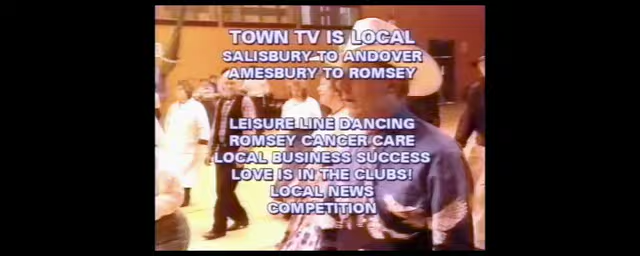 TOWN TV IS LOCAL
SALISBURY TO ANDOVER
AMESBURY TO ROMSEY
LEISURE LINE DANCING
ROMSEY CANCER CARE
LOCAL BUSINESS SUCCESS
LOVE IS IN THE CLUBS!
LOCAL NEWS
COMPETITION